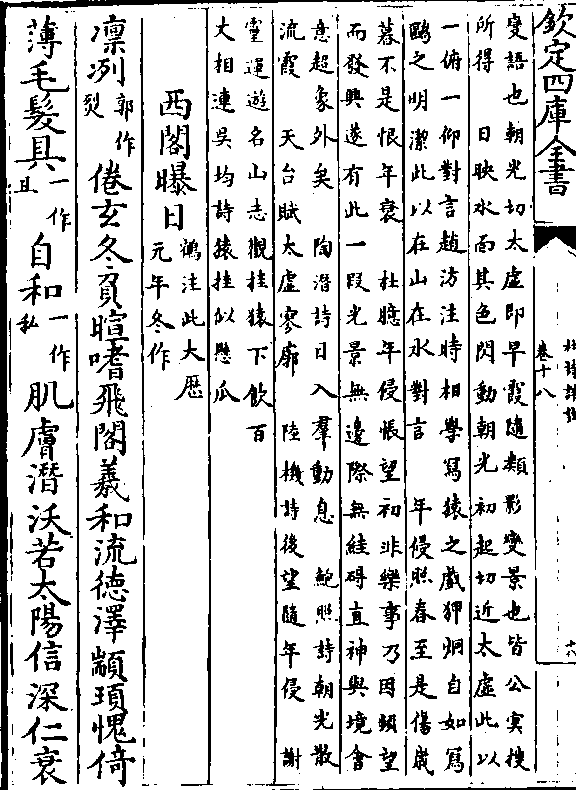 欽定四庫全書
卷十八
變語也朝光切太虛即早霞隨類影變景也皆公實搜
所得　日映水面其色閃動朝光初起切近太虛此以
一俯一仰對言趙汸注時相學寫猿之戲狎烱自如寫
鷗之明潔此以在山在水對言　年侵照春至是傷歲
暮不是恨年衰　杜臆年侵悵望初非樂事乃因頻望
而發興遂有此一段光景無邊際無絓碍直神與境會
意超象外矣　陶潛詩日入羣動息　鮑照詩朝光散
流霞　天台賦太虛寥廓　陸機詩後望隨年侵　謝
靈運遊名山志觀挂猿下飲百
丈相連吳均詩猿挂似懸瓜
西閣曝日鶴注此大厯
元年冬作
凛冽郭作
烈倦玄冬負暄嗜飛閣羲和流德澤顓頊愧倚
薄毛髮具一作
且自和一作
私肌膚潛沃若太陽信深仁衰